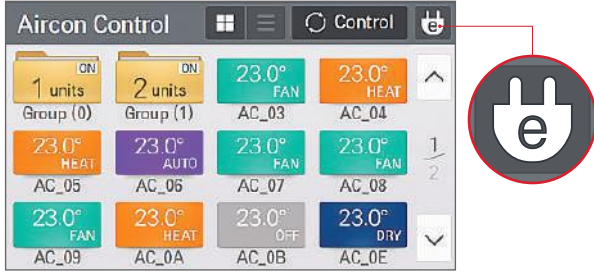 Aircon Control
Control
e
ON
1 units
Group (0)
ON
2 units
Group (1)
23.0°
FAN
AC_03
23.0°
HEAT
AC_04
23.0°
HEAT
AC_05
23.0°
AUTO
AC_06
23.0°
FAN
AC_07
23.0°
FAN
AC_08
1
2
23.0°
FAN
AC_09
23.0°
HEAT
AC_0A
23.0°
OFF
AC_0B
23.0°
DRY
AC_0E
e